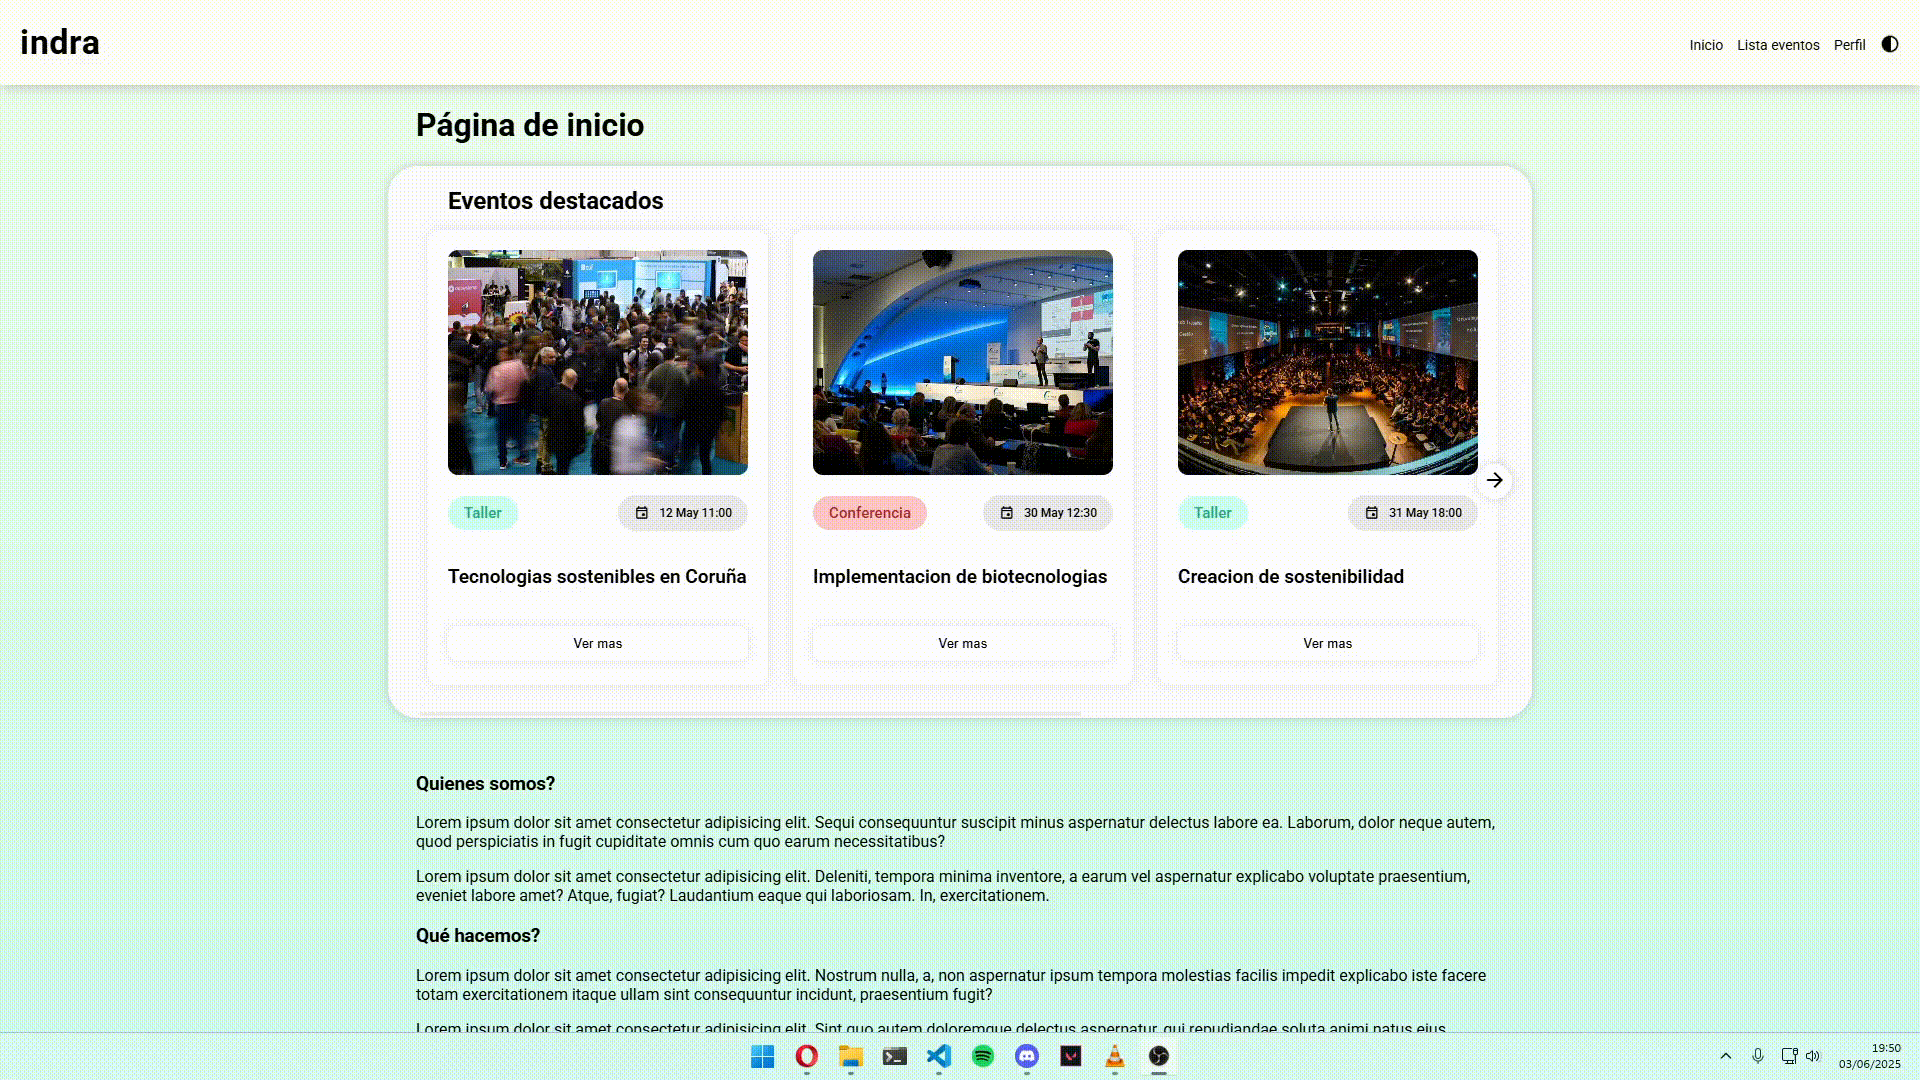 indra
Inicio Lista eventos Perfil
Página de inicio
Eventos destacados
Taller
12 May 11:00
Tecnologias sostenibles en Coruña
Ver mas
Conferencia
30 May 12:30
Implementacion de biotecnologias
Ver mas
Taller
31 May 18:00
Creacion de sostenibilidad
Ver mas
Quienes somos?
Lorem ipsum dolor sit amet consectetur adipisicing elit. Sequi consequuntur suscipit minus aspernatur delectus labore ea. Laborum, dolor neque autem,
quod perspiciatis in fugit cupiditate omnis cum quo earum necessitatibus?
Lorem ipsum dolor sit amet consectetur adipisicing elit. Deleniti, tempora minima inventore, a earum vel aspernatur explicabo voluptate praesentium,
eveniet labore amet? Atque, fugiat? Laudantium eaque qui laboriosam. In, exercitationem.
Qué hacemos?
Lorem ipsum dolor sit amet consectetur adipisicing elit. Nostrum nulla, a, non aspernatur ipsum tempora molestias facilis impedit explicabo iste facere
totam exercitationem itaque ullam sint consequuntur incidunt, praesentium fugit?
Lorem ipsum dolor sit amet consectetur adipisicing elit. Sint quo autem doloremque delectus aspernatur, qui repudiandae soluta animi natus eius
19:50
03/06/2025